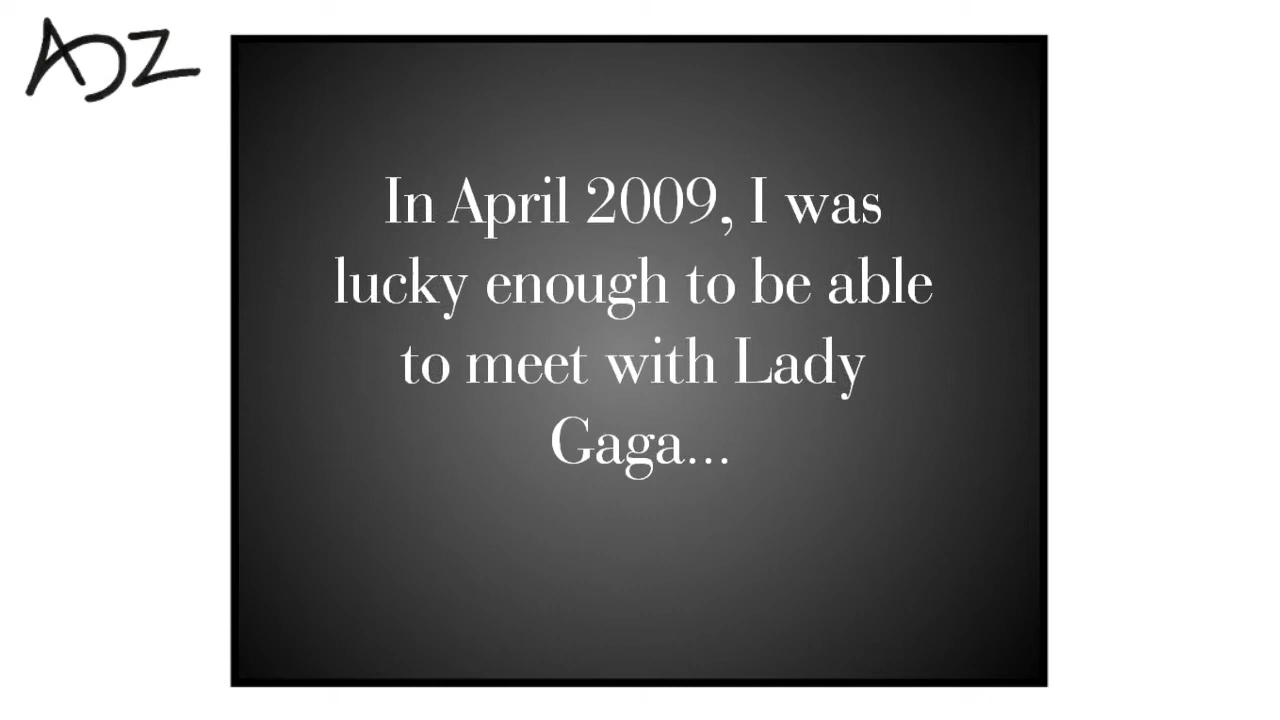 ADZ
In April 2009, I was
lucky enough to be able
to meet with Lady
Gaga...